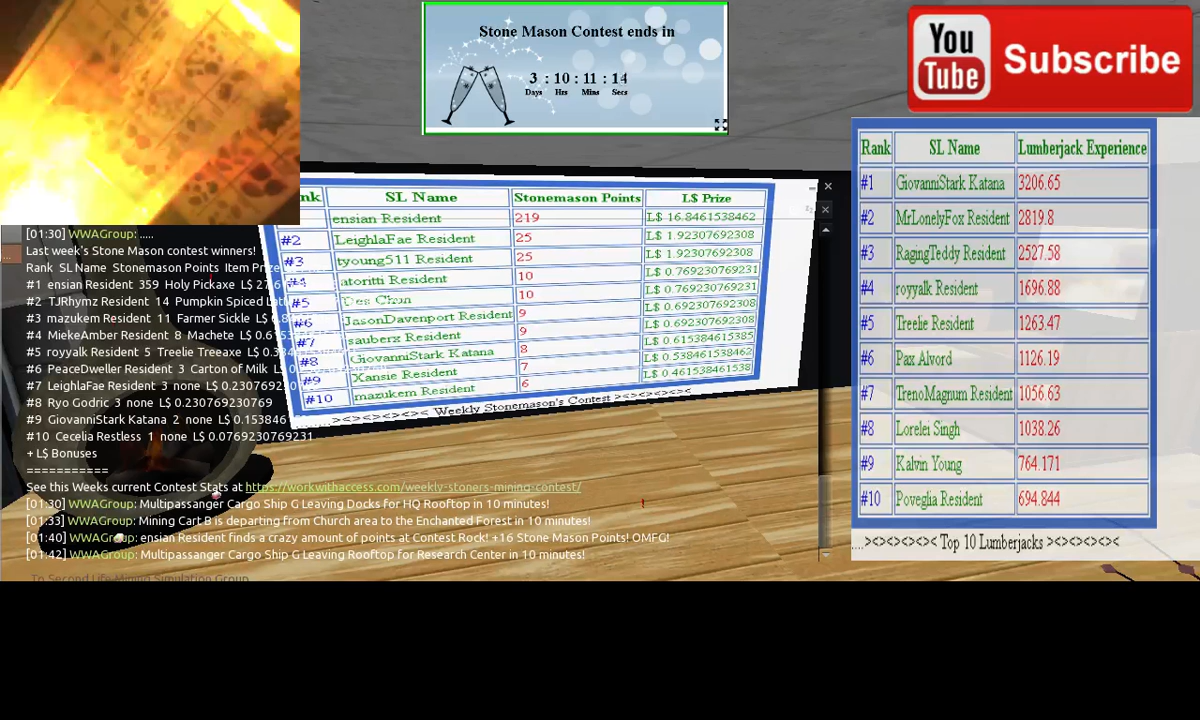 Stone Mason Contest ends in
3 : 10 : 11 : 14
Days Hrs Mins Secs
You
Tube
Subscribe
nk SL Name Stonemason Points L$ Prize
ensian Resident 219 L$ 16.8461538462
#2 LeighlaFae Resident 25 L$ 1.92307692308
#3 tyoung511 Resident 25 L$ 1.92307692308
#4 atoritti Resident 10 L$ 0.769230769231
#5 Des Chon 10 L$ 0.769230769231
#6 JasonDavenport Resident 9 L$ 0.692307692308
#7 sauberx Resident 9 L$ 0.692307692308
#8 GiovanniStark Katana 8 L$ 0.615384615385
#9 Xansie Resident 7 L$ 0.538461538462
#10 mazukem Resident 6 L$ 0.461538461538
><><><><>< Weekly Stonemason's Contest ><><><><><
Rank SL Name Lumberjack Experience
#1 GiovanniStark Katana 3206.65
#2 MrLonelyFox Resident 2819.8
#3 RagingTeddy Resident 2527.58
#4 royyalk Resident 1696.88
#5 Treelie Resident 1263.47
#6 Pax Alvord 1126.19
#7 TrenoMagnum Resident 1056.63
#8 Lorelei Singh 1038.26
#9 Kalvin Young 764.171
#10 Poveglia Resident 694.844
....><><><>< Top 10 Lumberjacks ><><><><
[01:30] WWAGroup: .....
Last week's Stone Mason contest winners!
Rank SL Name Stonemason Points Item Prize
#1 ensian Resident 359 Holy Pickaxe L$
#2 TJRhymz Resident 14 Pumpkin Spiced
#3 mazukem Resident 11 Farmer Sickle L$
#4 MiekeAmber Resident 8 Machete L$
#5 royyalk Resident 5 Treelie Treeaxe L$
#6 PeaceDweller Resident 3 Carton of Milk L$
#7 LeighlaFae Resident 3 none L$ 0.230769230769
#8 Ryo Godric 3 none L$ 0.230769230769
#9 GiovanniStark Katana 2 none L$
#10 Cecelia Restless 1 none L$ 0.0769230769231
+ L$ Bonuses
===========
See this Weeks current Contest Stats at https://workwithaccess.com/weekly-stoners-mining-contest/
[01:30] WWAGroup: Multipassanger Cargo Ship G Leaving Docks for HQ Rooftop in 10 minutes!
[01:33] WWAGroup: Mining Cart B is departing from Church area to the Enchanted Forest in 10 minutes!
[01:40] WWAGroup: ensian Resident finds a crazy amount of points at Contest Rock! +16 Stone Mason Points! OMFG!
[01:42] WWAGroup: Multipassanger Cargo Ship G Leaving Rooftop for Research Center in 10 minutes!
To Second Life Mining Simulation Group